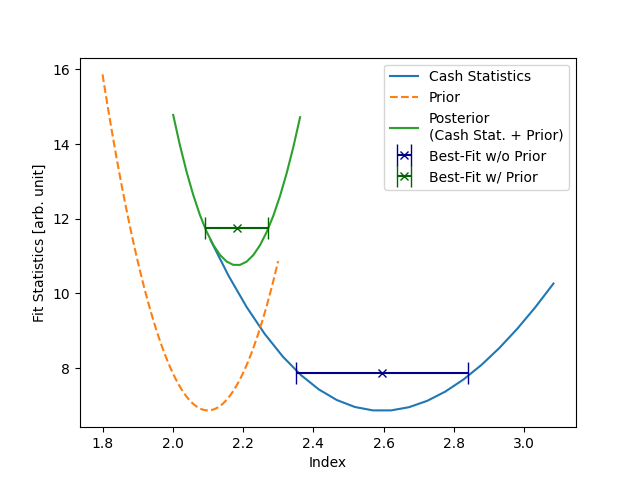 Fit Statistics [arb. unit]
16
14
12
10
8
1.8
2.0
2.2
2.4
2.6
2.8
3.0
Index
Cash Statistics
Prior
Posterior
(Cash Stat. + Prior)
Best-Fit w/o Prior
Best-Fit w/ Prior